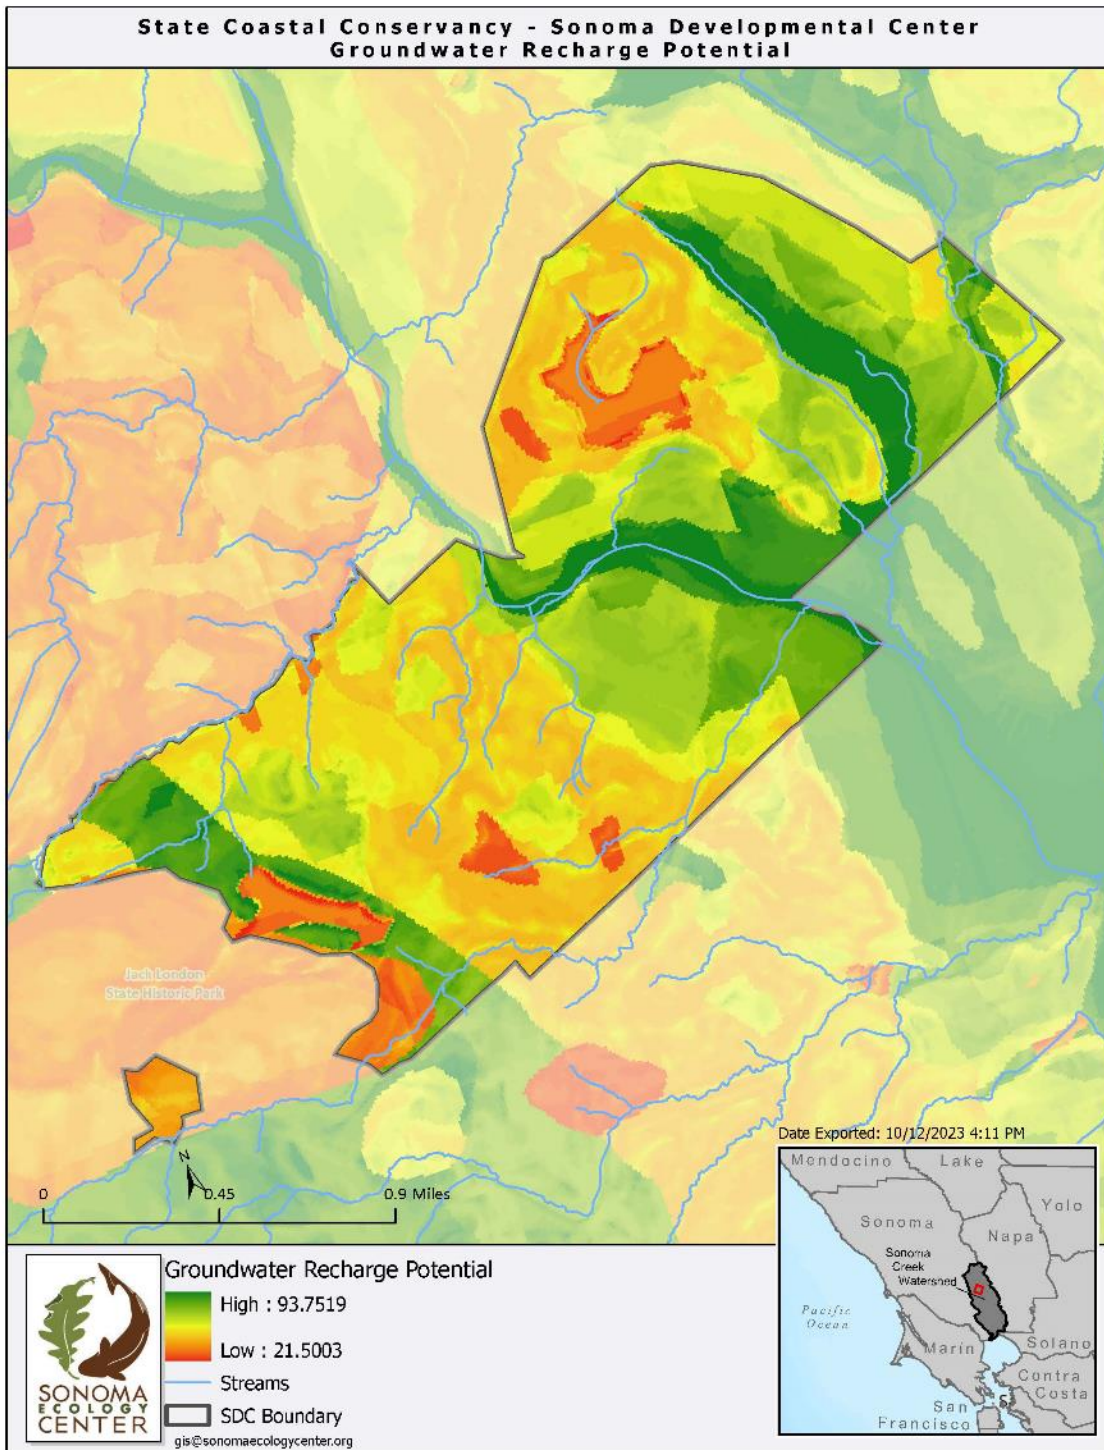 State Coastal Conservancy - Sonoma Developmental Center
Groundwater Recharge Potential
Jack London
State Historic Park
N
0
0.45
0.9 Miles
Date Exported: 10/12/2023 4:11 PM
Mendocino
Lake
Yolo
Sonoma
Napa
Sonoma
Creek
Watershed
Pacific
Ocean
Marin
Solano
Contra
Costa
S
San
Francisco
Groundwater Recharge Potential
High : 93.7519
Low : 21.5003
Streams
SDC Boundary
SONOMA
ECOLOGY
CENTER
gis@sonomaecologycenter.org